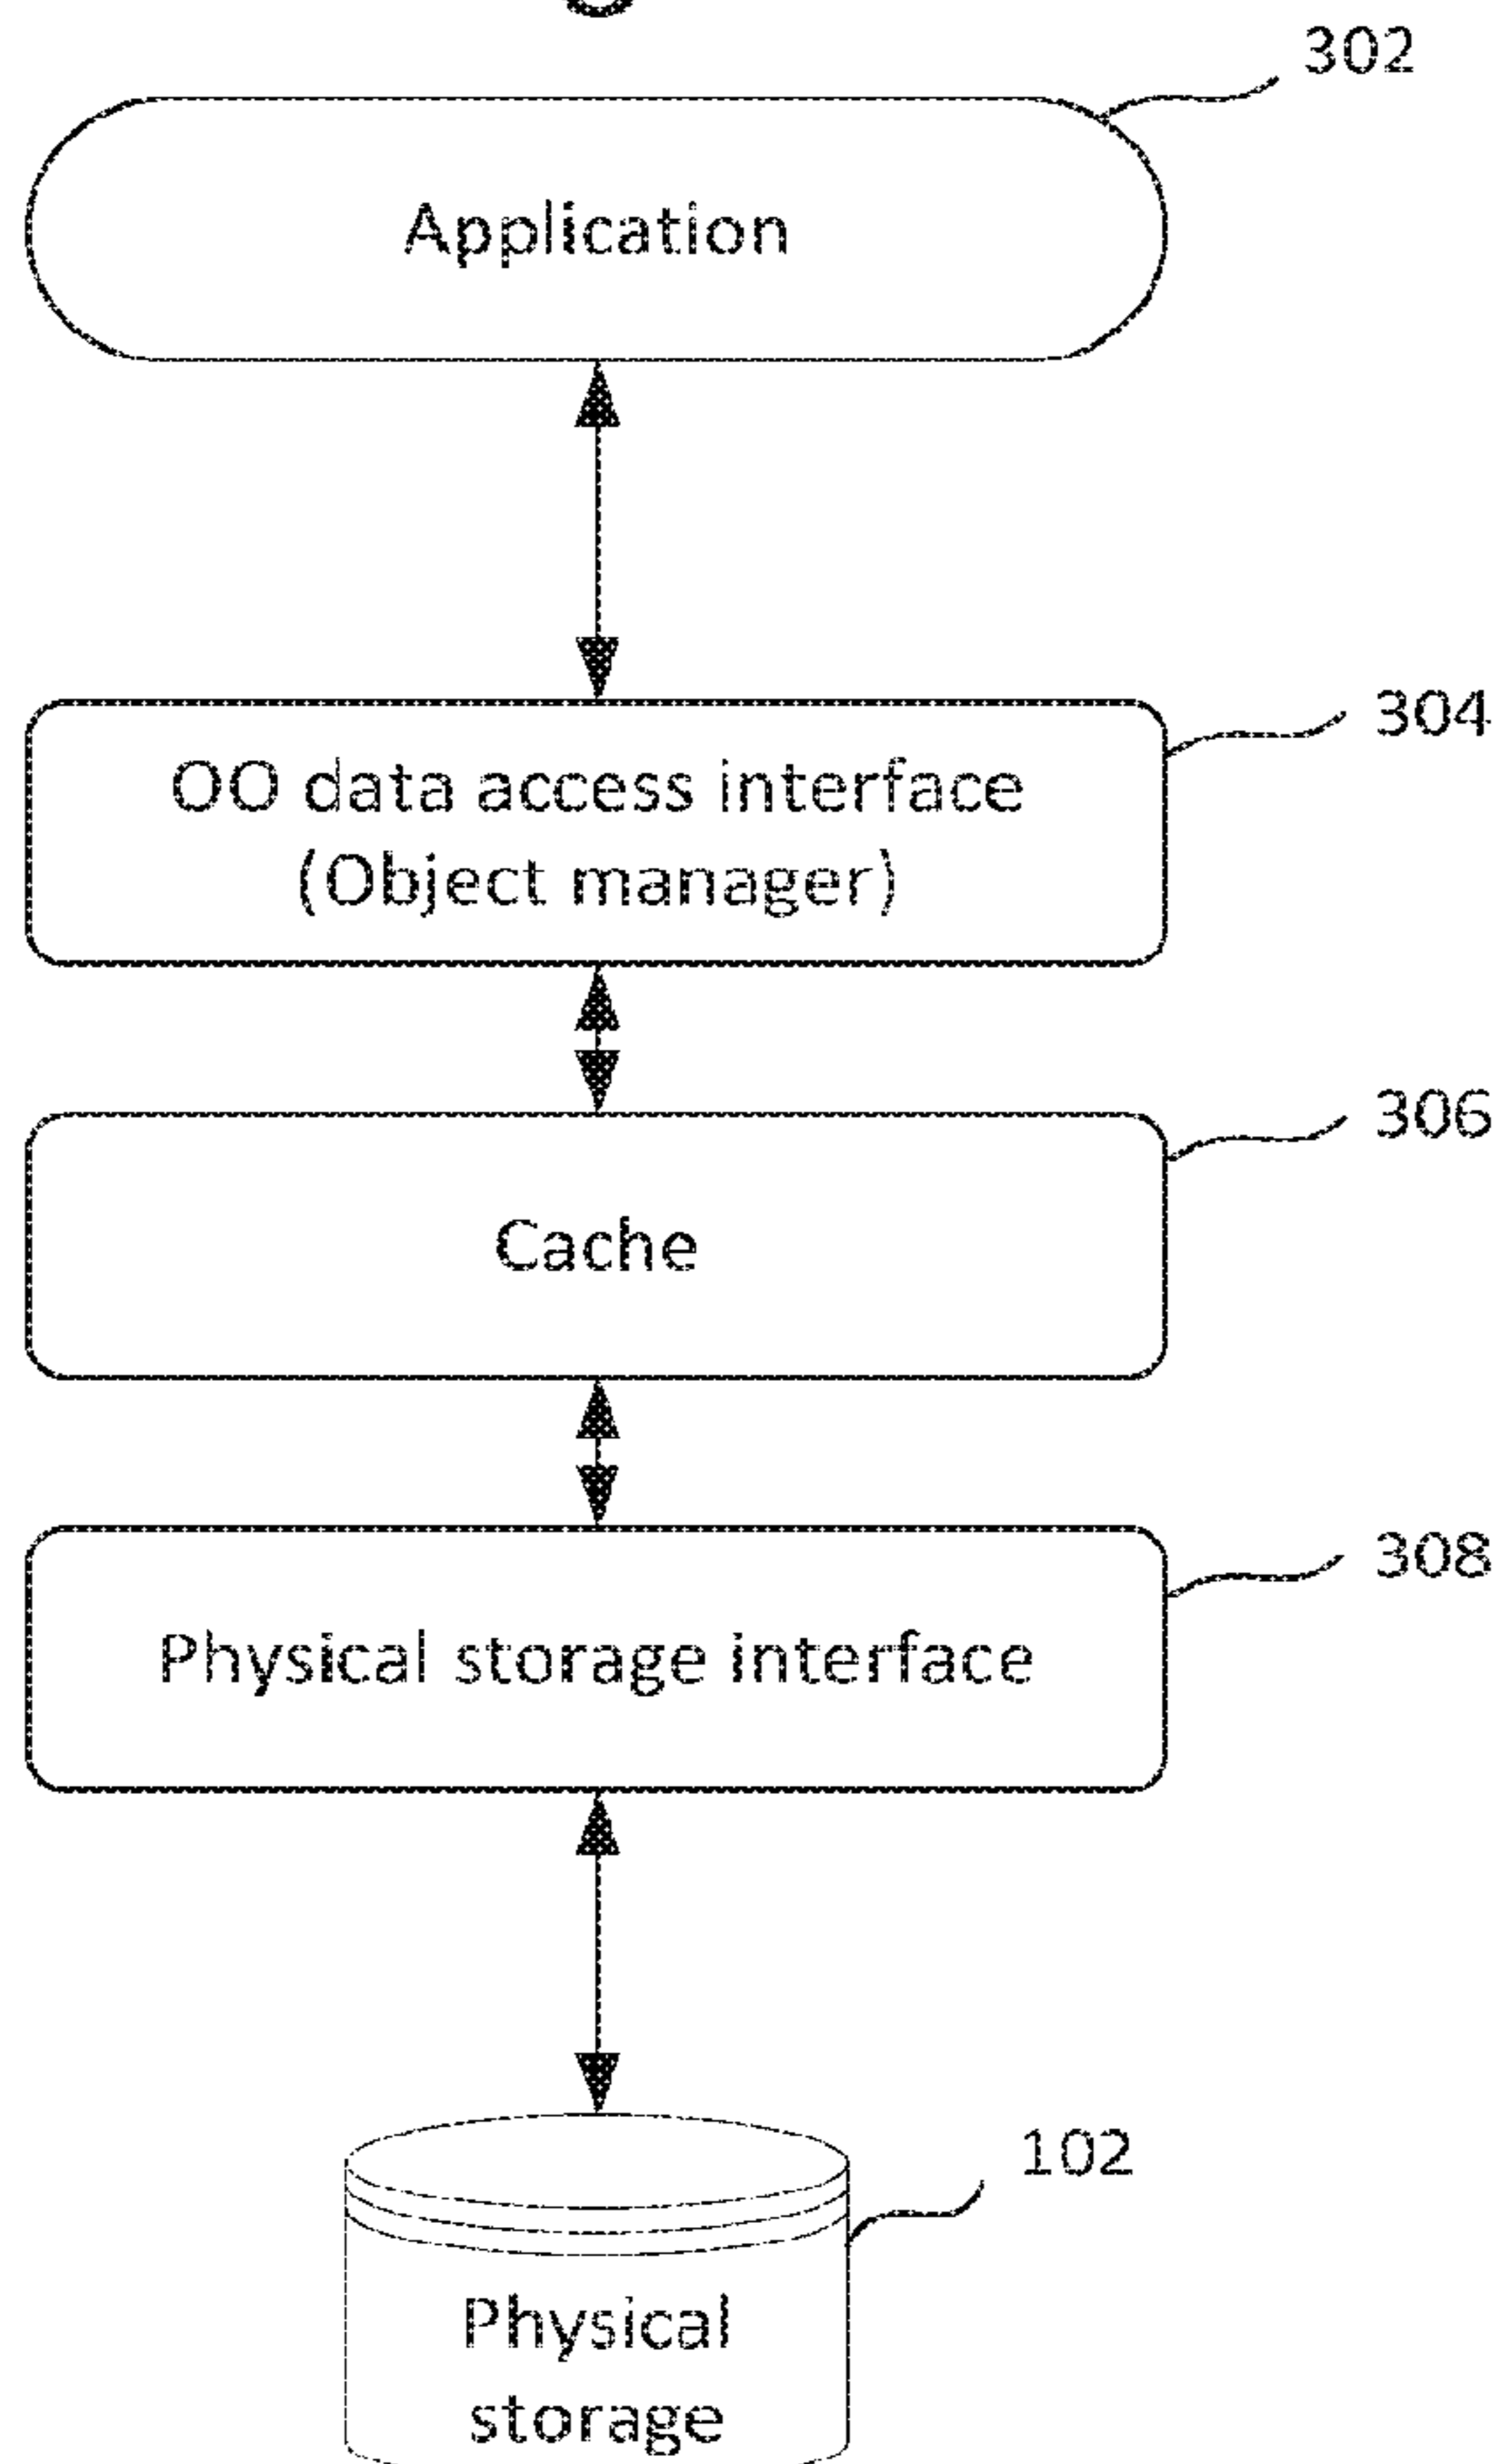 302
Application
304
OO data access interface
(Object manager)
306
Cache
308
Physical storage interface
102
Physical
storage